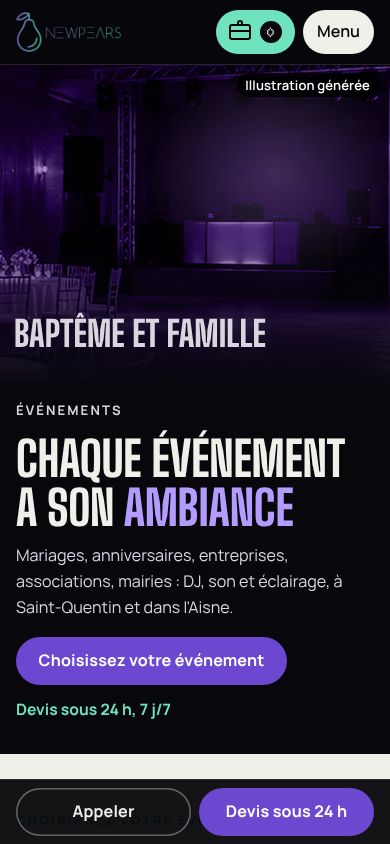 NEWPEARS
0
Menu
Illustration générée
BAPTÊME ET FAMILLE
ÉVÉNEMENTS
CHAQUE ÉVÉNEMENT
A SON AMBIANCE
Mariages, anniversaires, entreprises,
associations, mairies : DJ, son et éclairage, à
Saint-Quentin et dans l'Aisne.
Choisissez votre événement
Devis sous 24 h, 7 j/7
Appeler
Devis sous 24 h